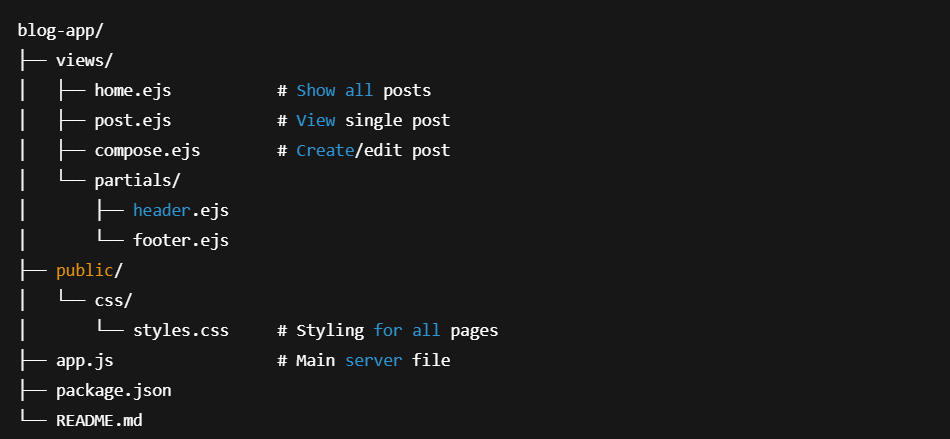 blog-app/
├── views/
│   ├── home.ejs           # Show all posts
│   ├── post.ejs           # View single post
│   ├── compose.ejs        # Create/edit post
│   └── partials/
│       ├── header.ejs
│       └── footer.ejs
├── public/
│   └── css/
│       └── styles.css     # Styling for all pages
├── app.js                 # Main server file
├── package.json
└── README.md